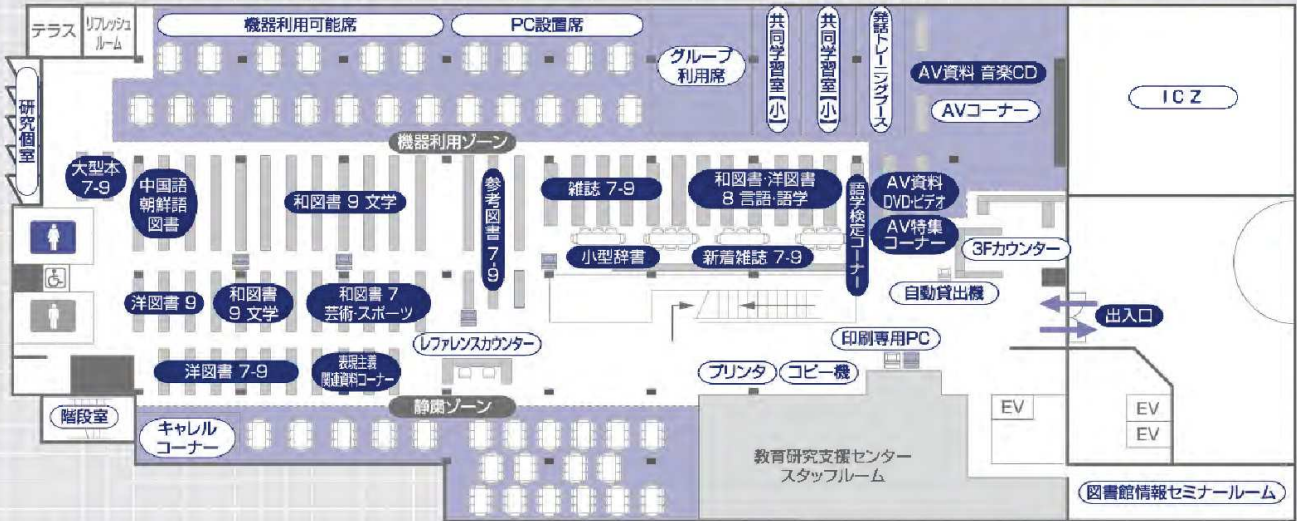 テラス
リフレッシュ
ルーム
機器利用可能席
PC設置席
グループ
利用席
共同学習室【小】
共同学習室【小】
発話トレーニングブース
AV資料 音楽CD
AVコーナー
ICZ
研究個室
機器利用ゾーン
大型本
7-9
中国語
朝鮮語
図書
和図書 9 文学
参考図書 7-9
雑誌 7-9
和図書・洋図書
8 言語・語学
語学検定コーナー
AV資料
DVD・ビデオ
AV特集
コーナー
3Fカウンター
小型辞書
新着雑誌 7-9
自動貸出機
出入口
洋図書 9
和図書
9 文学
和図書 7
芸術・スポーツ
レファレンスカウンター
印刷専用PC
洋図書 7-9
表現主義
関連資料コーナー
プリンタ
コピー機
静粛ゾーン
階段室
キャレル
コーナー
教育研究支援センター
スタッフルーム
EV
EV
EV
図書館情報セミナールーム